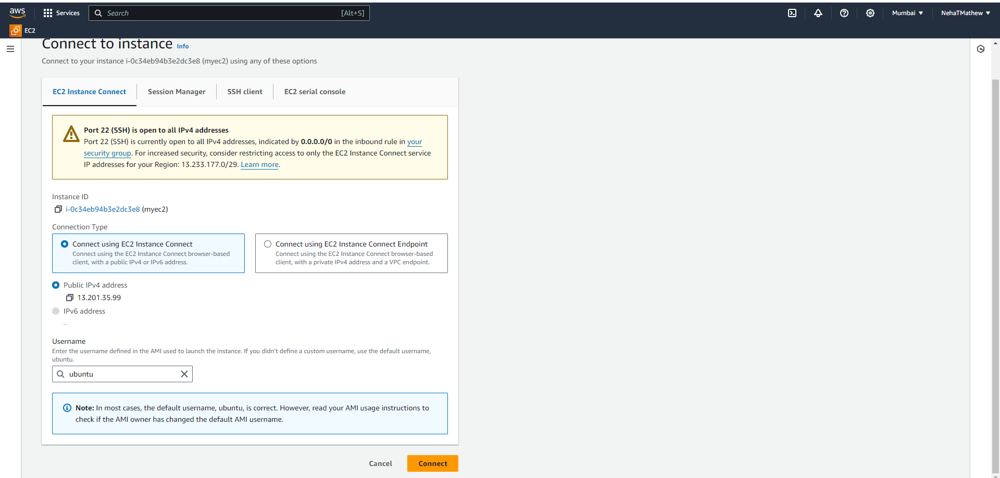 aws
Services
Search
[Alt+S]
Mumbai
NehaTMathew
EC2
Connect to instance Info
Connect to your instance i-0c34eb94b3e2dc3e8 (myec2) using any of these options
EC2 Instance Connect
Session Manager
SSH client
EC2 serial console
Port 22 (SSH) is open to all IPv4 addresses
Port 22 (SSH) is currently open to all IPv4 addresses, indicated by 0.0.0.0/0 in the inbound rule in your
security group. For increased security, consider restricting access to only the EC2 Instance Connect service
IP addresses for your Region: 13.233.177.0/29. Learn more.
Instance ID
i-0c34eb94b3e2dc3e8 (myec2)
Connection Type
Connect using EC2 Instance Connect
Connect using the EC2 Instance Connect browser-based
client, with a public IPv4 or IPv6 address.
Connect using EC2 Instance Connect Endpoint
Connect using the EC2 Instance Connect browser-based
client, with a private IPv4 address and a VPC endpoint.
Public IPv4 address
13.201.35.99
IPv6 address
–
Username
Enter the username defined in the AMI used to launch the instance. If you didn't define a custom username, use the default username,
ubuntu.
ubuntu
Note: In most cases, the default username, ubuntu, is correct. However, read your AMI usage instructions to
check if the AMI owner has changed the default AMI username.
Cancel
Connect